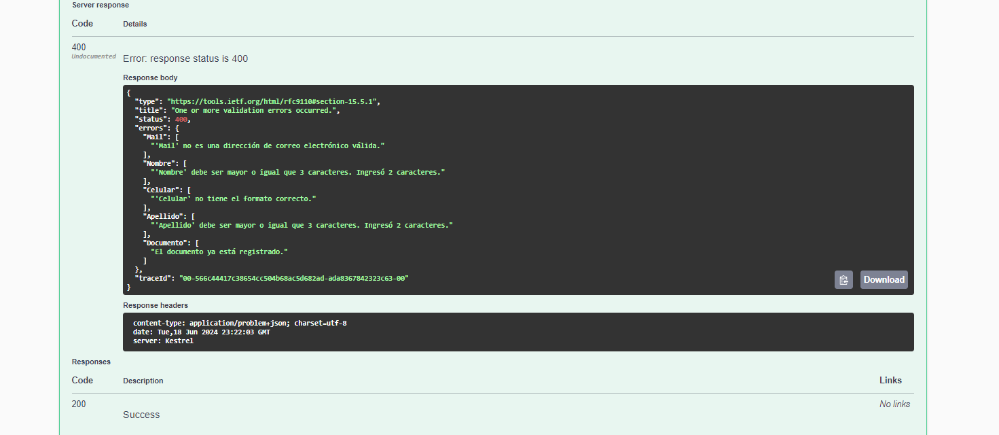 Server response
Code Details
400
Undocumented
Error: response status is 400
Response body
{
  "type": "https://tools.ietf.org/html/rfc9110#section-15.5.1",
  "title": "One or more validation errors occurred.",
  "status": 400,
  "errors": {
    "Mail": [
      "'Mail' no es una dirección de correo electrónico válida."
    ],
    "Nombre": [
      "'Nombre' debe ser mayor o igual que 3 caracteres. Ingresó 2 caracteres."
    ],
    "Celular": [
      "'Celular' no tiene el formato correcto."
    ],
    "Apellido": [
      "'Apellido' debe ser mayor o igual que 3 caracteres. Ingresó 2 caracteres."
    ],
    "Documento": [
      "El documento ya está registrado."
    ]
  },
  "traceId": "00-566c44417c38654cc504b68ac5d682ad-ada8367842323c63-00"
}
Download
Response headers
content-type: application/problem+json; charset=utf-8
date: Tue,18 Jun 2024 23:22:03 GMT
server: Kestrel
Responses
Code Description Links
200 No links
Success